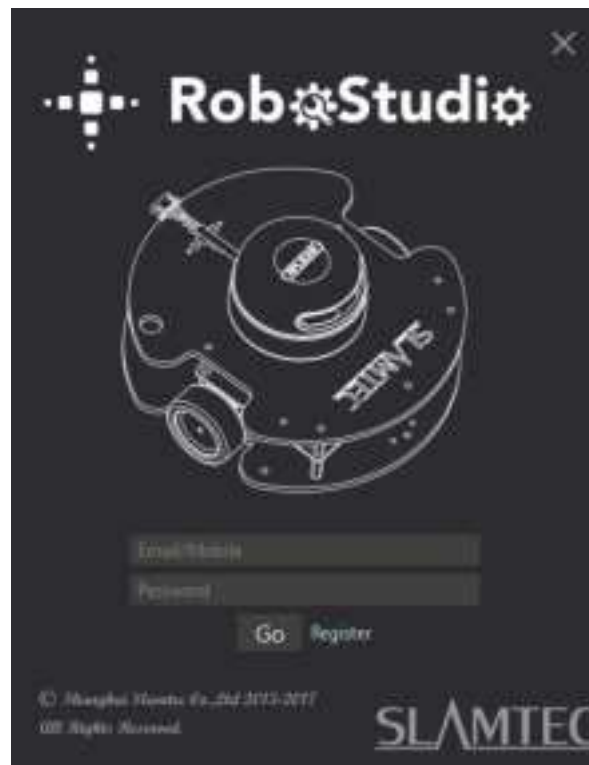 RoboStudio
SLAMTEC
Email/Mobile
Password
Go Register
© Shanghai Slamtec Co.,Ltd 2013-2017
All Rights Reserved.
SLAMTEC